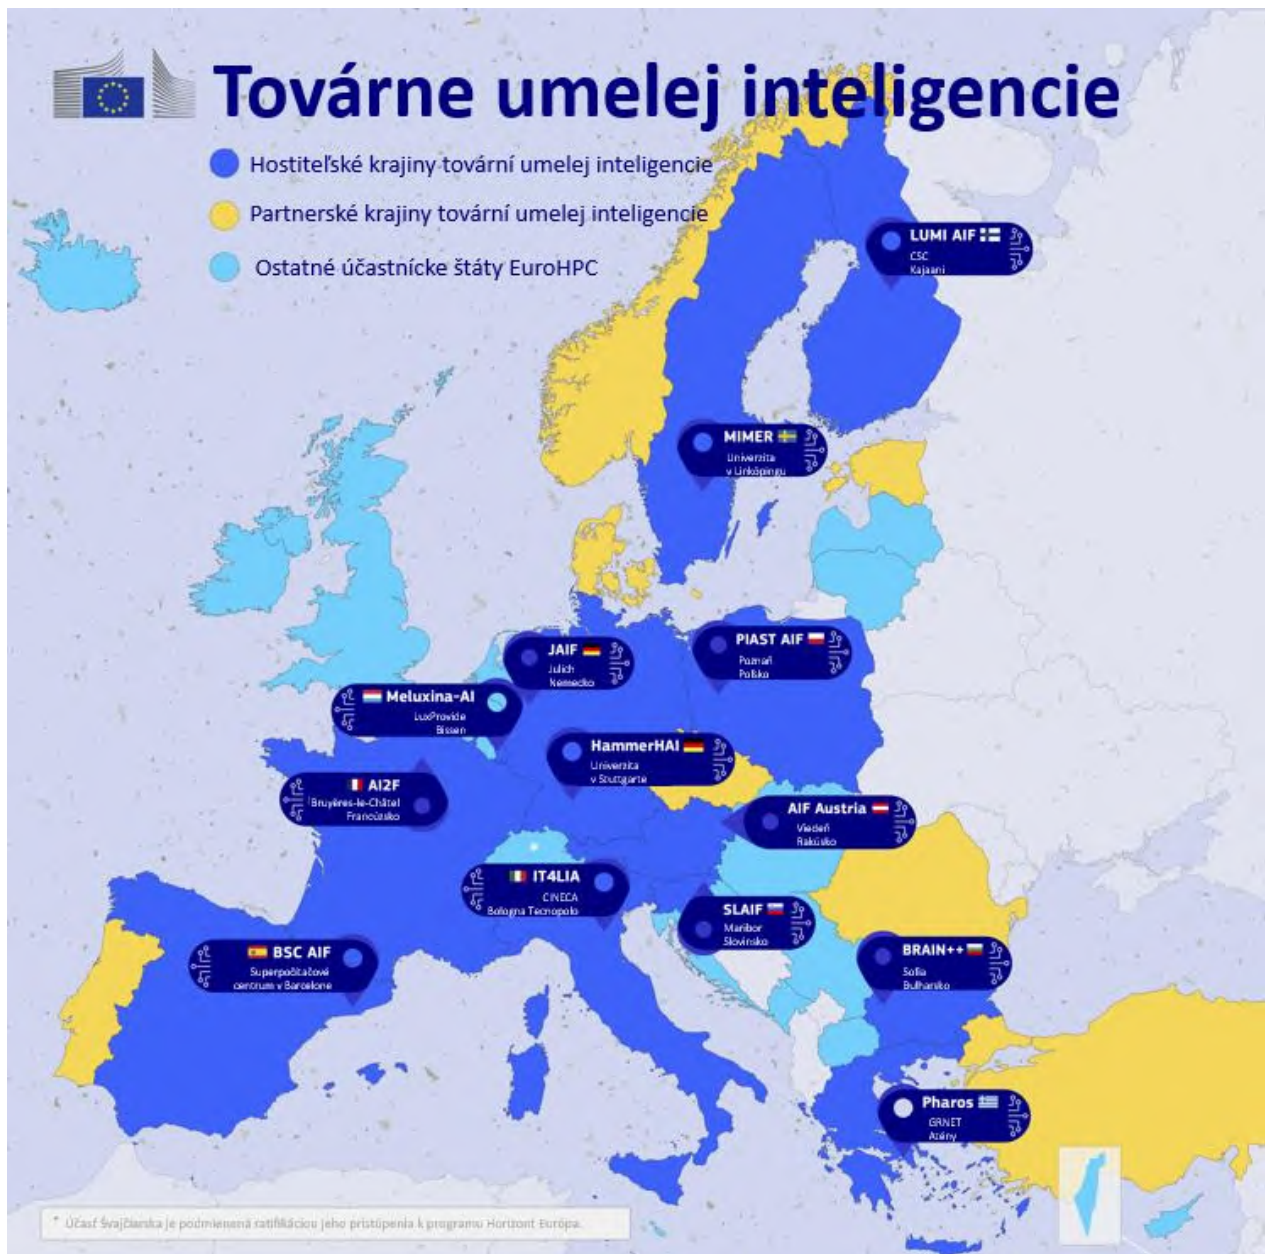 Továrne umelej inteligencie
Hostiteľské krajiny tovární umelej inteligencie
Partnerské krajiny tovární umelej inteligencie
Ostatné účastnícke štáty EuroHPC
LUMI AIF
CSC
Kajaani
MIMER
Univerzita
v Linköpingu
JAIF
Julich
Nemecko
PIAST AIF
Poznaň
Poľsko
Meluxina-AI
LuxProvide
Bissen
HammerHAI
Univerzita
v Stuttgarte
AI2F
Bruyères-le-Châtel
Francúzsko
AIF Austria
Viedeň
Rakúsko
IT4LIA
CINECA
Bologna Tecnopolo
SLAIF
Maribor
Slovinsko
BSC AIF
Superpočítačové
centrum v Barcelone
BRAIN++
Sofia
Bulharsko
Pharos
GRNET
Atény
* Účasť Švajčiarska je podmienená ratifikáciou jeho pristúpenia k programu Horizont Európa.